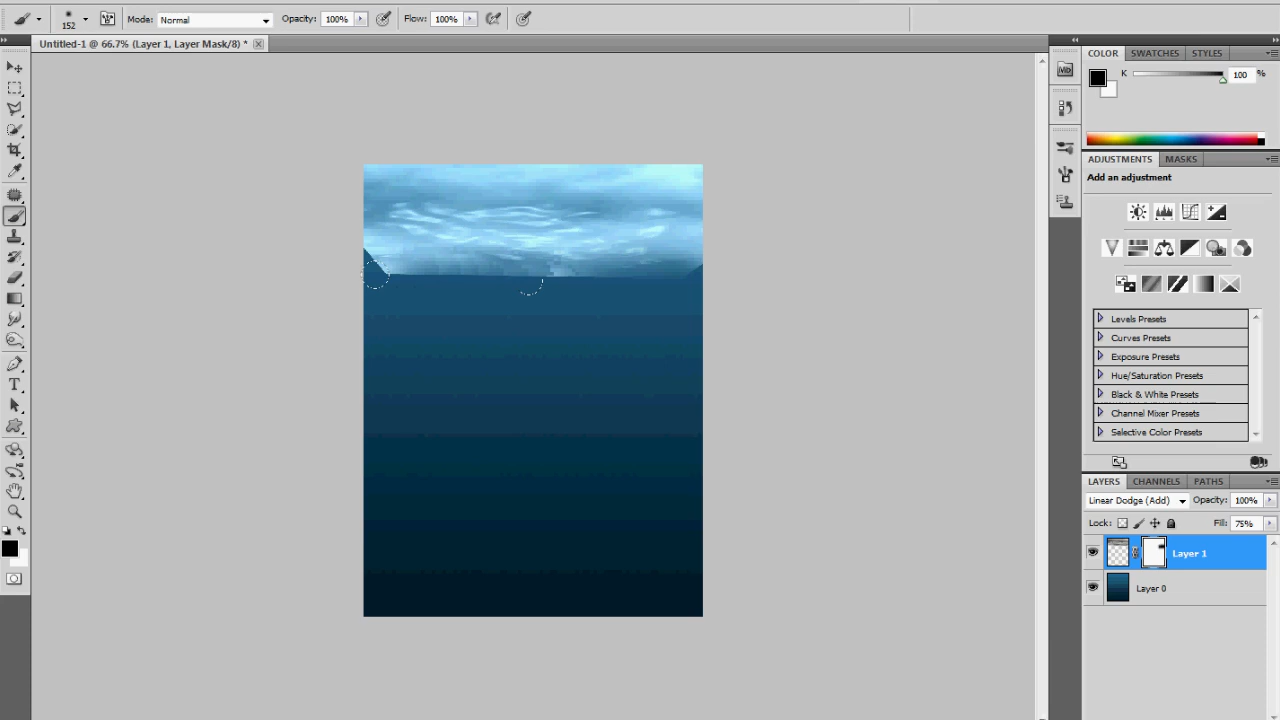 152 Mode: Normal Opacity: 100% Flow: 100%
Untitled-1 @ 66.7% (Layer 1, Layer Mask/8) *
COLOR SWATCHES STYLES
K 100 %
Mb
ADJUSTMENTS MASKS
Add an adjustment
Levels Presets
Curves Presets
Exposure Presets
Hue/Saturation Presets
Black & White Presets
Channel Mixer Presets
Selective Color Presets
LAYERS CHANNELS PATHS
Linear Dodge (Add) Opacity: 100%
Lock: Fill: 75%
Layer 1
Layer 0